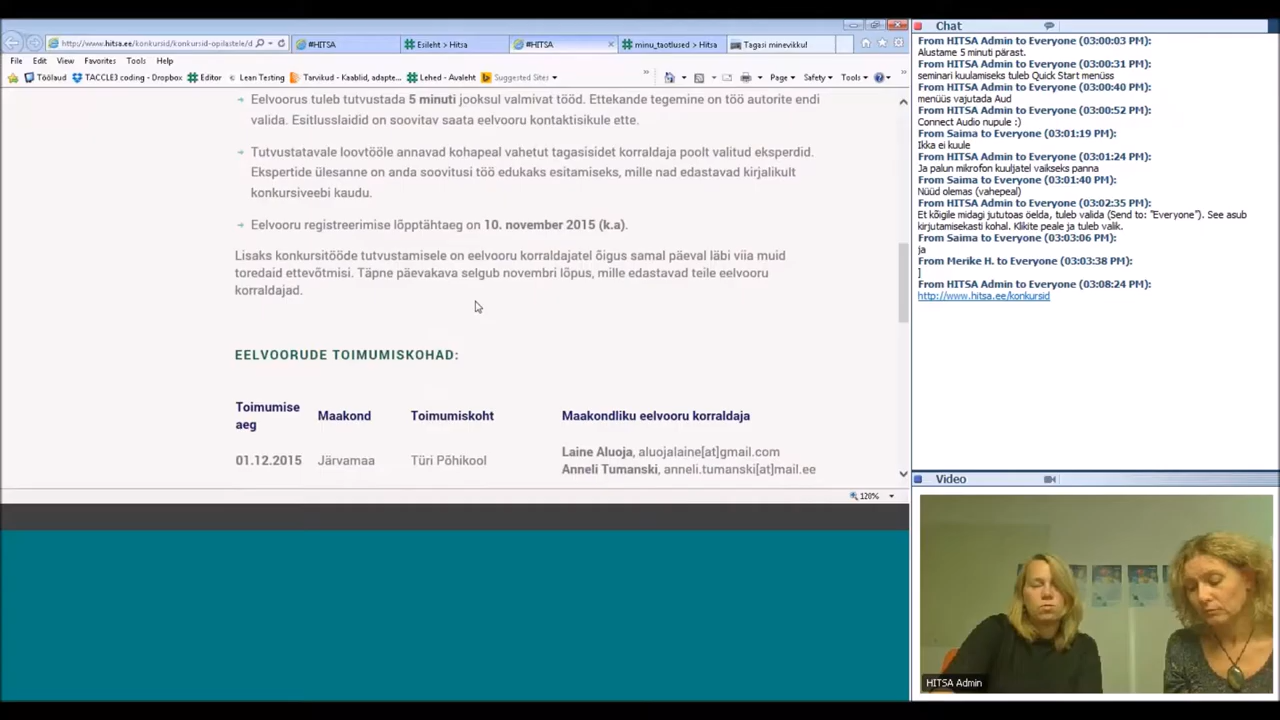 http://www.hitsa.ee/konkursid/konkursid-opilastele/d
#HITSA
Esileht > Hitsa
#HITSA
minu_taotlused > Hitsa
Tagasi minevikku!
File Edit View Favorites Tools Help
Töölaud
TACCLE3 coding - Dropbox
Editor
Lean Testing
Tarvikud - Kaablid, adapte...
Lehed - Avaleht
Suggested Sites
Page
Safety
Tools
Eelvoorus tuleb tutvustada 5 minuti jooksul valmivat tööd. Ettekande tegemine on töö autorite endi
valida. Esitlusslaidid on soovitav saata eelvooru kontaktisikule ette.
Tutvustatavale loovtööle annavad kohapeal vahetut tagasisidet korraldaja poolt valitud eksperdid.
Ekspertide ülesanne on anda soovitusi töö edukaks esitamiseks, mille nad edastavad kirjalikult
konkursiveebi kaudu.
Eelvooru registreerimise lõpptähtaeg on 10. november 2015 (k.a).
Lisaks konkursitööde tutvustamisele on eelvooru korraldajatel õigus samal päeval läbi viia muid
toredaid ettevõtmisi. Täpne päevakava selgub novembri lõpus, mille edastavad teile eelvooru
korraldajad.
EELVOORUDE TOIMUMISKOHAD:
Toimumise
aeg
Maakond
Toimumiskoht
Maakondliku eelvooru korraldaja
01.12.2015
Järvamaa
Türi Põhikool
Laine Aluoja, aluojalaine[at]gmail.com
Anneli Tumanski, anneli.tumanski[at]mail.ee
120%
Chat
From HITSA Admin to Everyone (03:00:03 PM):
Alustame 5 minuti pärast.
From HITSA Admin to Everyone (03:00:31 PM):
seminari kuulamiseks tuleb Quick Start menüss
From HITSA Admin to Everyone (03:00:40 PM):
menüüs vajutada Aud
From HITSA Admin to Everyone (03:00:52 PM):
Connect Audio nupule :)
From Saima to Everyone (03:01:19 PM):
Ikka ei kuule
From HITSA Admin to Everyone (03:01:24 PM):
Ja palun mikrofon kuuljatel vaikseks panna
From Saima to Everyone (03:01:40 PM):
Nüüd olemas (vahepeal)
From HITSA Admin to Everyone (03:02:35 PM):
Et kõigile midagi jututoas öelda, tuleb valida (Send to: "Everyone"). See asub
kirjutamisekasti kohal. Klikite peale ja tuleb valik.
From Saima to Everyone (03:03:06 PM):
ja
From Merike H. to Everyone (03:03:38 PM):
]
From HITSA Admin to Everyone (03:08:24 PM):
http://www.hitsa.ee/konkursid
Video
HITSA Admin